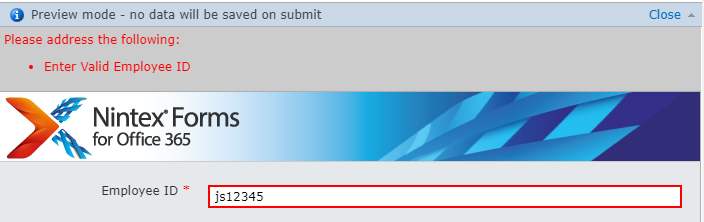 Preview mode - no data will be saved on submit Close
Please address the following:
• Enter Valid Employee ID
Nintex® Forms
for Office 365
Employee ID * js12345